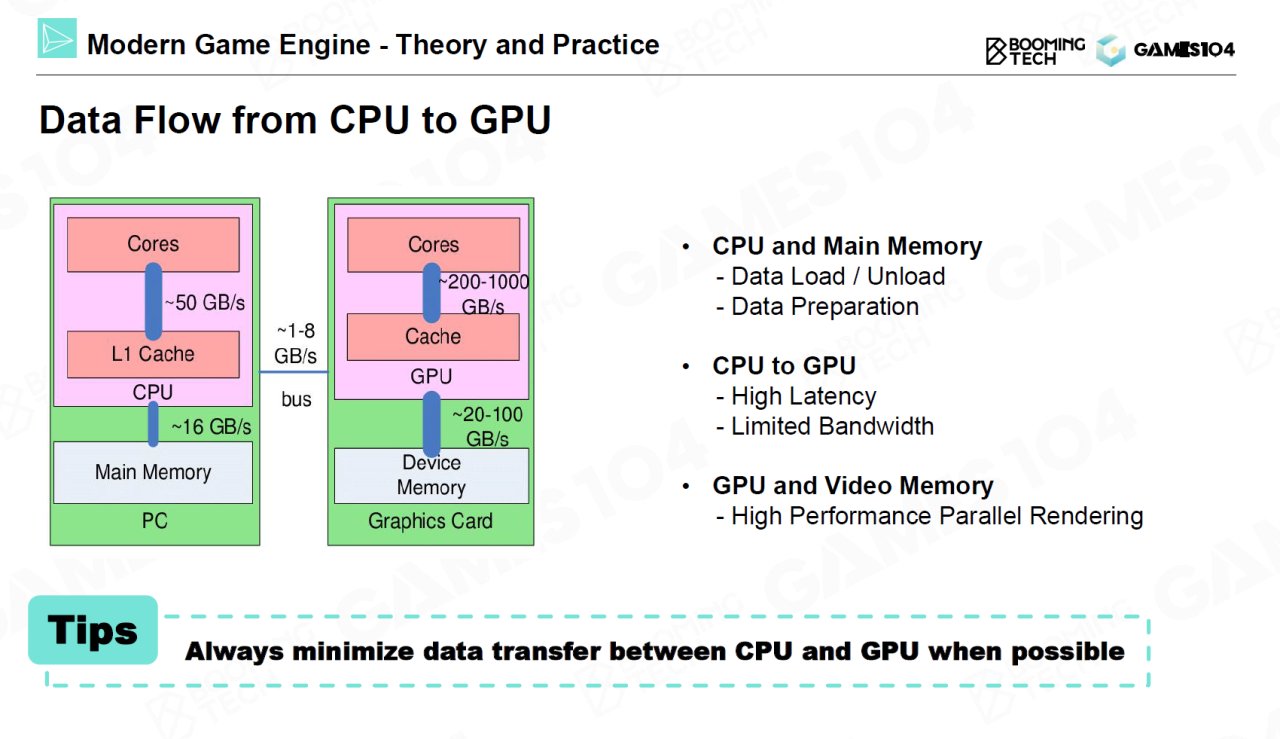 Modern Game Engine - Theory and Practice
BOOMING
TECH
GAMES104
Data Flow from CPU to GPU
Cores
~50 GB/s
L1 Cache
CPU
~16 GB/s
Main Memory
PC
~1-8
GB/s
bus
Cores
~200-1000
GB/s
Cache
GPU
~20-100
GB/s
Device
Memory
Graphics Card
• CPU and Main Memory
- Data Load / Unload
- Data Preparation
• CPU to GPU
- High Latency
- Limited Bandwidth
• GPU and Video Memory
- High Performance Parallel Rendering
Tips
Always minimize data transfer between CPU and GPU when possible